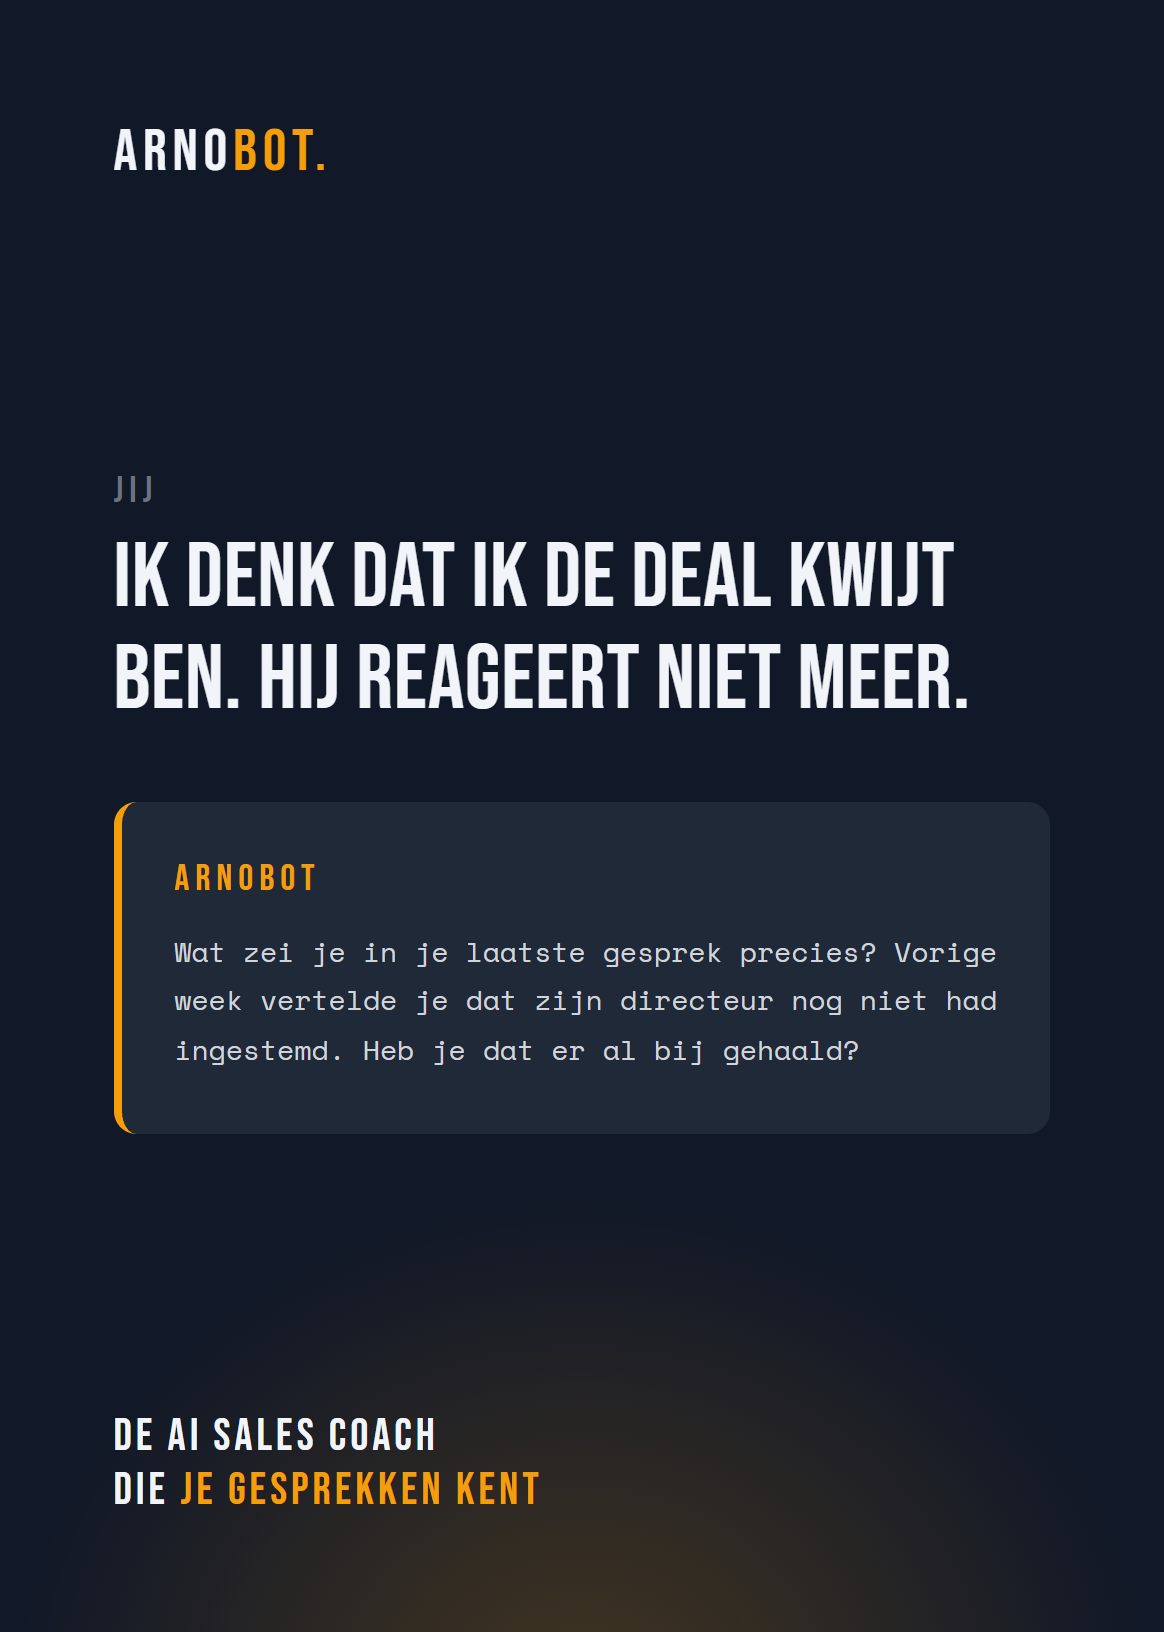 ARNOBOT.
JIJ
IK DENK DAT IK DE DEAL KWIJT
BEN. HIJ REAGEERT NIET MEER.
ARNOBOT
Wat zei je in je laatste gesprek precies? Vorige
week vertelde je dat zijn directeur nog niet had
ingestemd. Heb je dat er al bij gehaald?
DE AI SALES COACH
DIE JE GESPREKKEN KENT